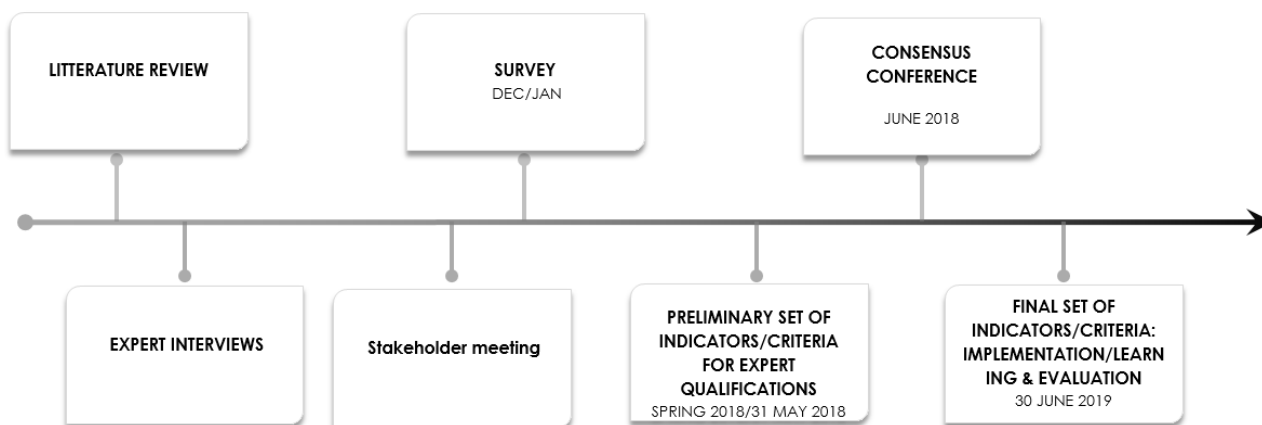 LITTERATURE REVIEW
SURVEY
DEC/JAN
CONSENSUS
CONFERENCE
JUNE 2018
EXPERT INTERVIEWS
Stakeholder meeting
PRELIMINARY SET OF
INDICATORS/CRITERIA
FOR EXPERT
QUALIFICATIONS
SPRING 2018/31 MAY 2018
FINAL SET OF
INDICATORS/CRITERIA:
IMPLEMENTATION/LEARN
ING & EVALUATION
30 JUNE 2019